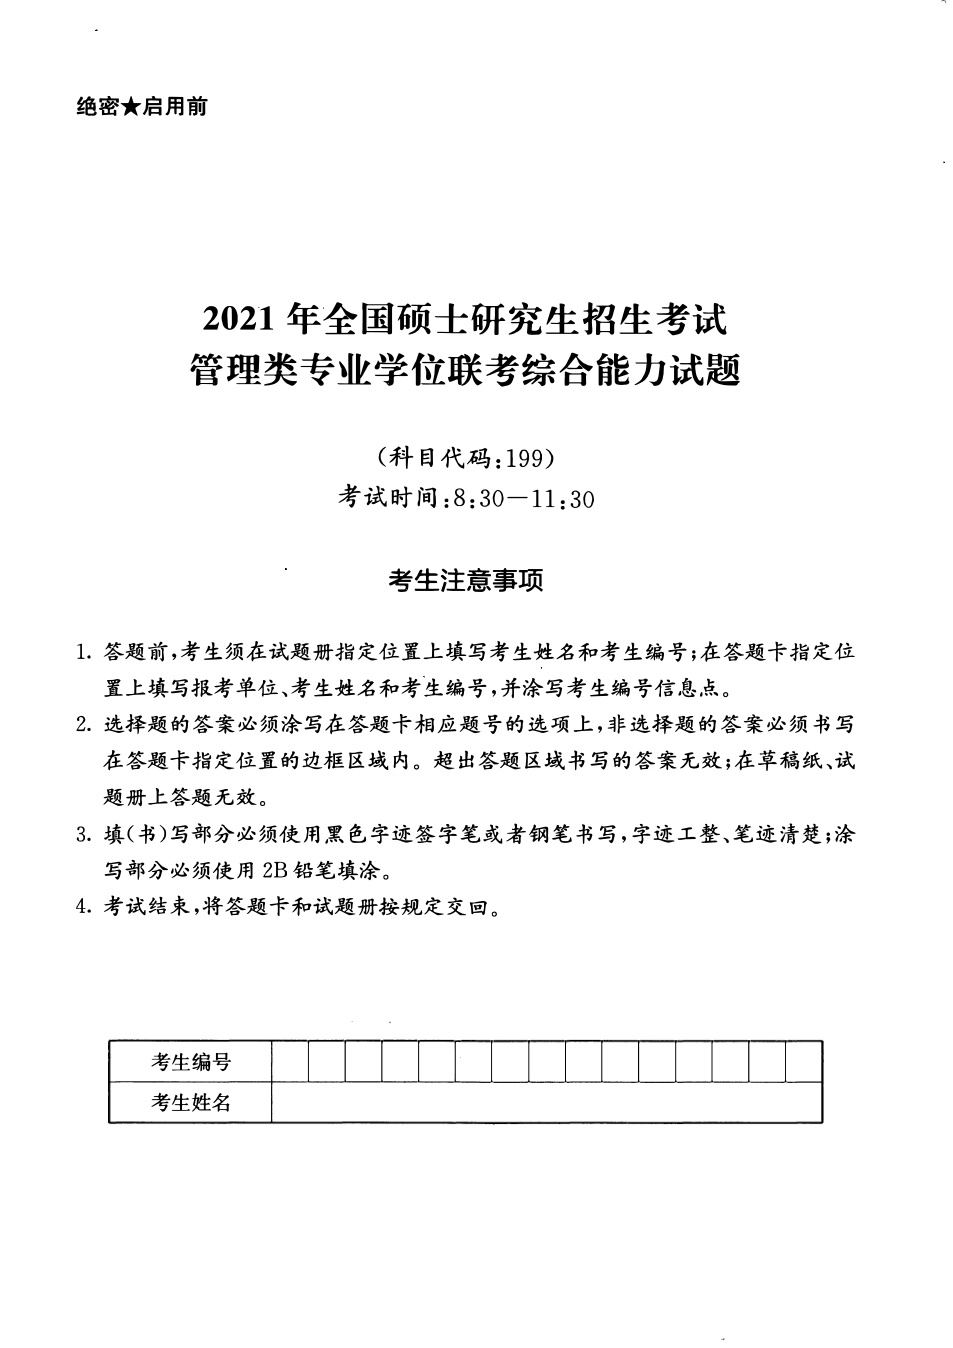 绝密★启用前
2021 年全国硕士研究生招生考试
管理类专业学位联考综合能力试题
(科目代码:199)
考试时间:8:30—11:30
考生注意事项
1. 答题前,考生须在试题册指定位置上填写考生姓名和考生编号;在答题卡指定位
置上填写报考单位、考生姓名和考生编号,并涂写考生编号信息点。
2. 选择题的答案必须涂写在答题卡相应题号的选项上,非选择题的答案必须书写
在答题卡指定位置的边框区域内。超出答题区域书写的答案无效;在草稿纸、试
题册上答题无效。
3. 填(书)写部分必须使用黑色字迹签字笔或者钢笔书写,字迹工整、笔迹清楚;涂
写部分必须使用 2B 铅笔填涂。
4. 考试结束,将答题卡和试题册按规定交回。
考生编号
考生姓名